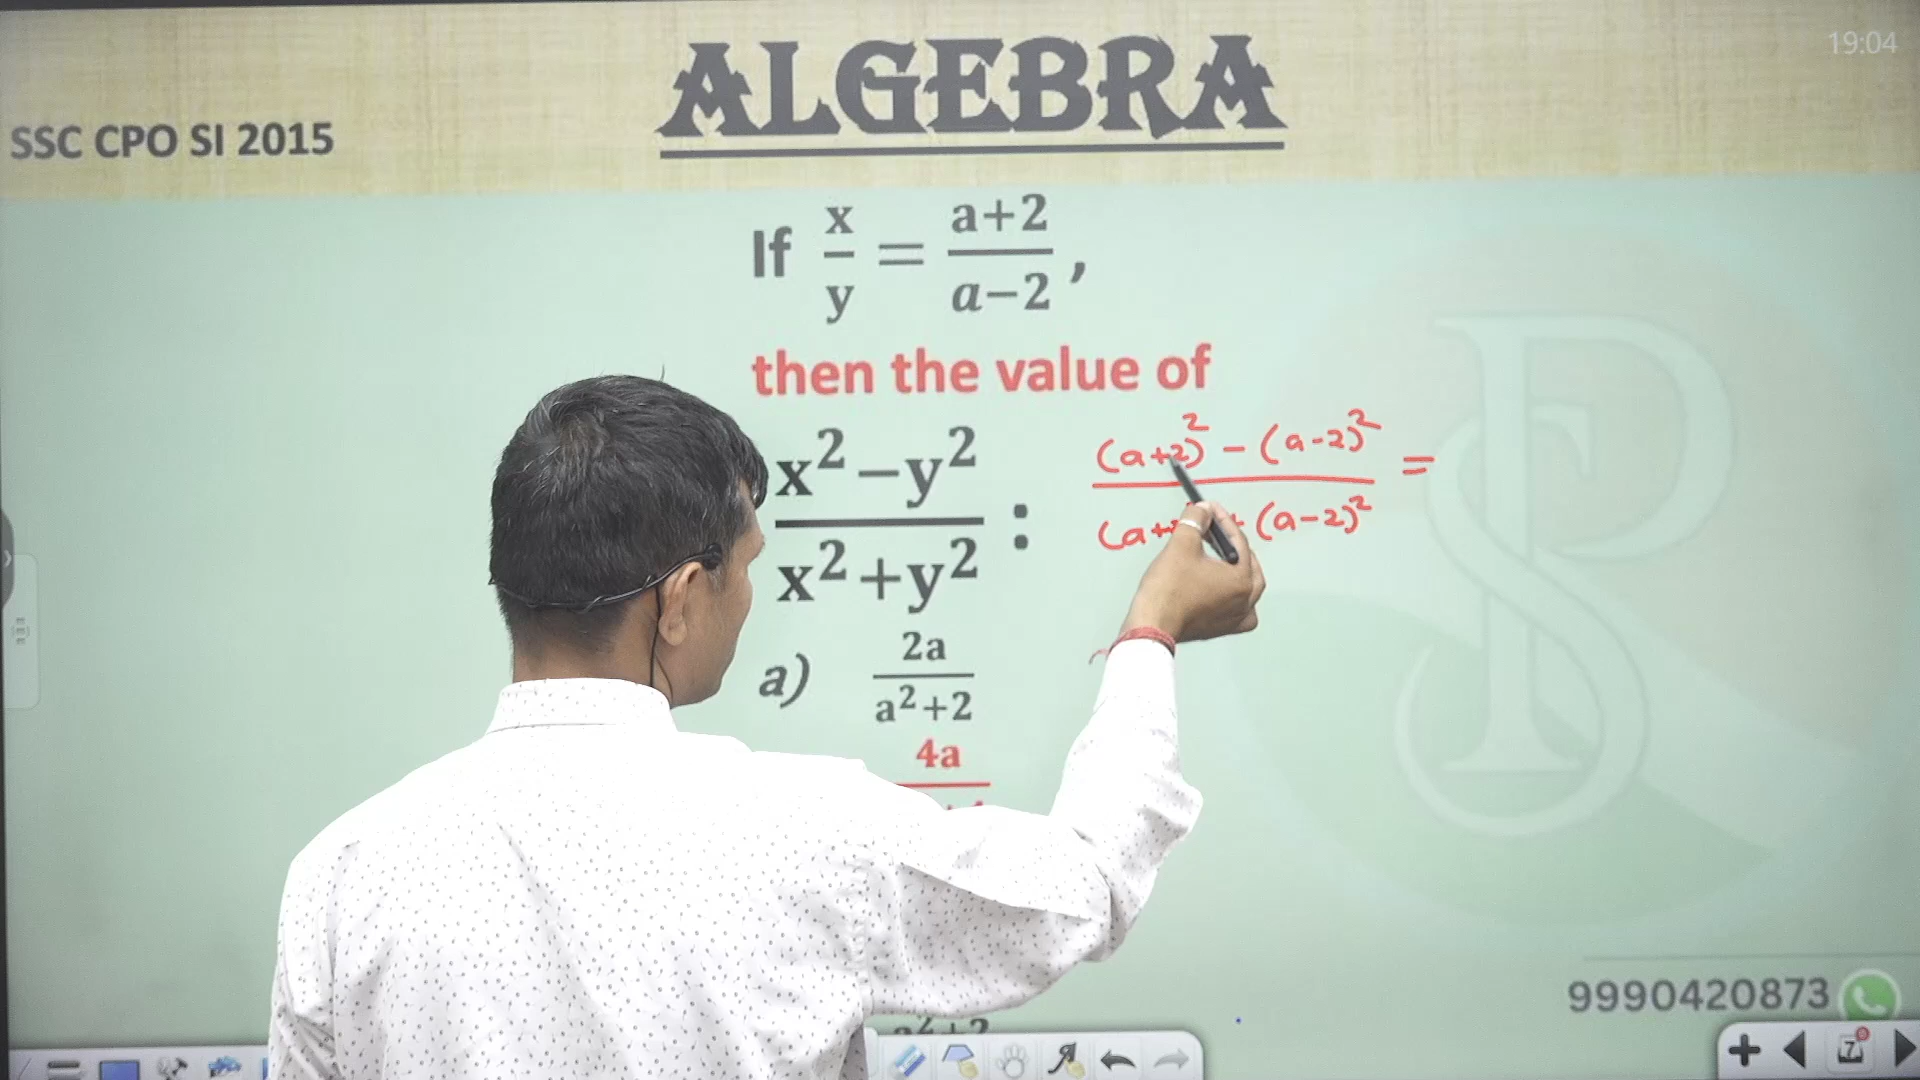 19:04
ALGEBRA
SSC CPO SI 2015
If x/y = (a+2)/(a−2),
then the value of
(x²−y²)/(x²+y²) :
((a+2)² − (a-2)²)/(a+ + (a-2)²) =
a) 2a/(a²+2)
4a
9990420873
7